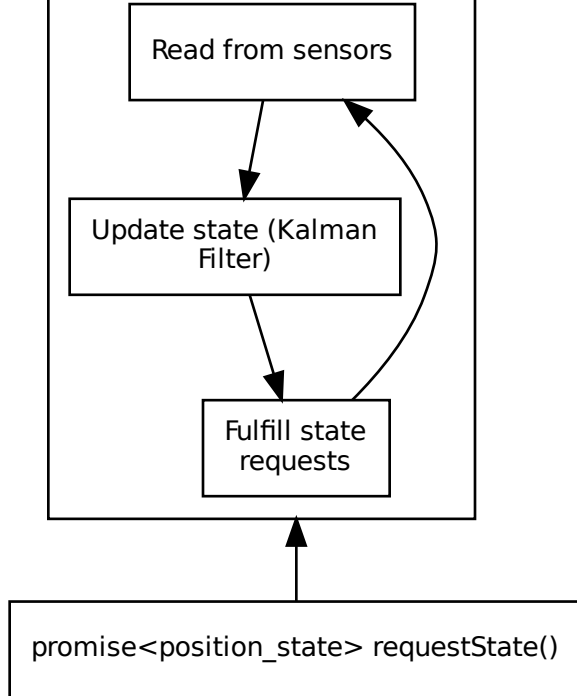 Read from sensors
Update state (Kalman
Filter)
Fulfill state
requests
promise<position_state> requestState()